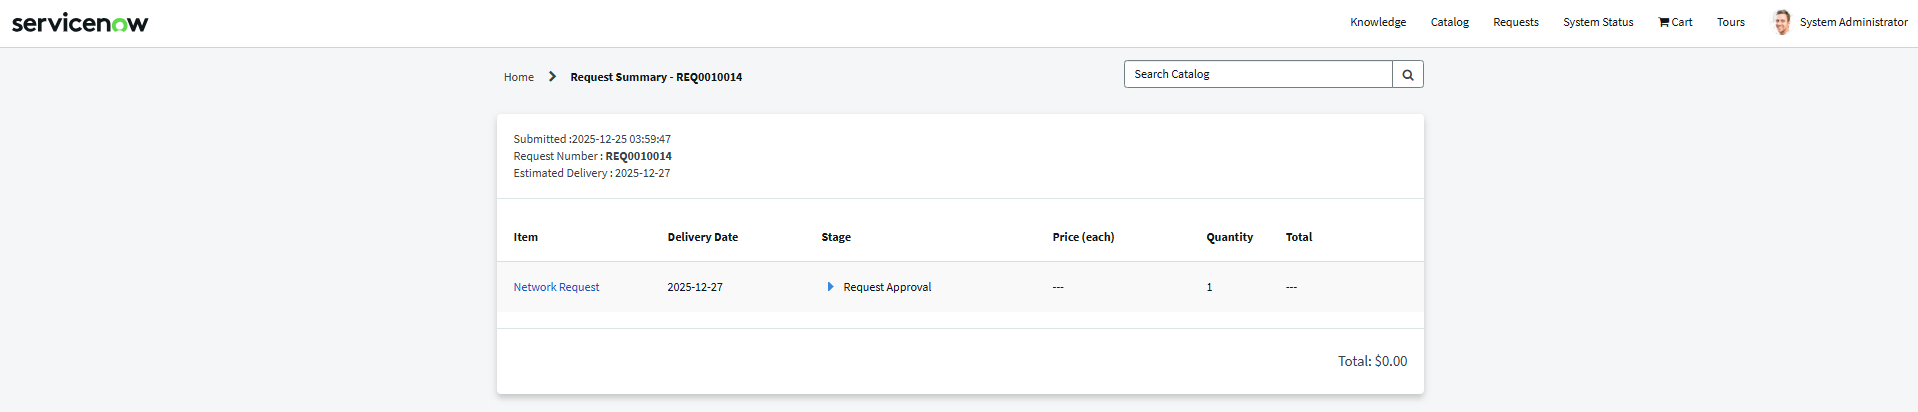 servicenow
Knowledge Catalog Requests System Status Cart Tours System Administrator
Home Request Summary - REQ0010014 Search Catalog
Submitted :2025-12-25 03:59:47
Request Number : REQ0010014
Estimated Delivery : 2025-12-27
Item Delivery Date Stage Price (each) Quantity Total
Network Request 2025-12-27 Request Approval --- 1 ---
Total: $0.00